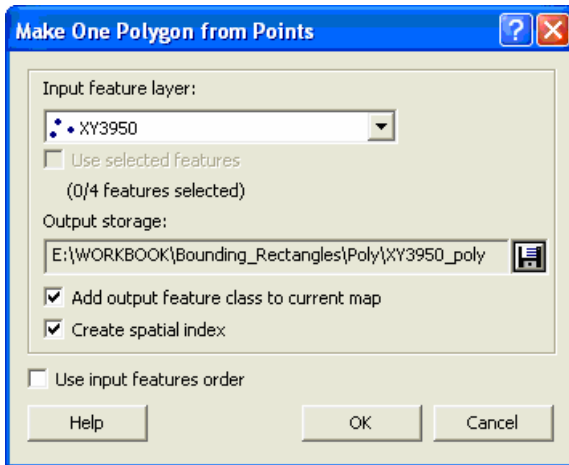 Make One Polygon from Points
Input feature layer:
XY3950
Use selected features
(0/4 features selected)
Output storage:
E:\WORKBOOK\Bounding_Rectangles\Poly\XY3950_poly
Add output feature class to current map
Create spatial index
Use input features order
Help OK Cancel